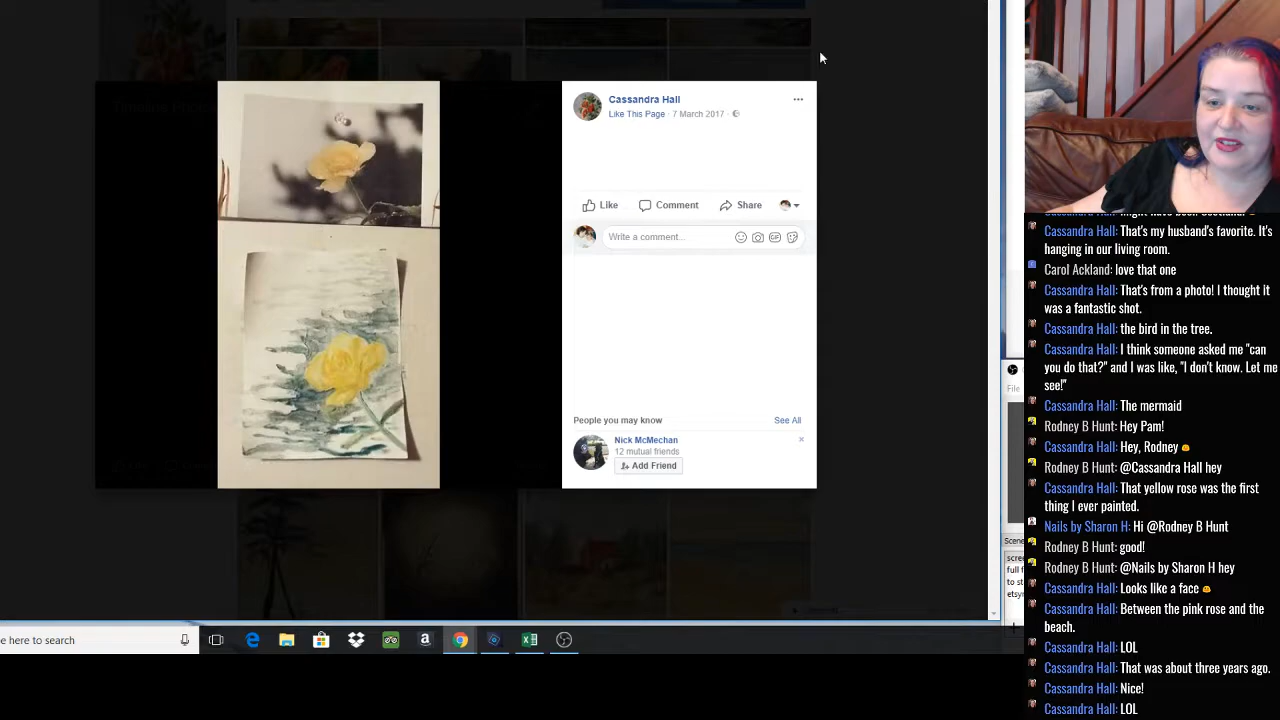 Cassandra Hall
Like This Page · 7 March 2017 ·
Like
Comment
Share
Write a comment...
GIF
People you may know
See All
Nick McMechan
12 mutual friends
Add Friend
File
Scene
full f
to st
etsy
e here to search
Cassandra Hall: That's my husband's favorite. It's
hanging in our living room.
Carol Ackland: love that one
Cassandra Hall: That's from a photo! I thought it
was a fantastic shot.
Cassandra Hall: the bird in the tree.
Cassandra Hall: I think someone asked me "can
you do that?" and I was like, "I don't know. Let me
see!"
Cassandra Hall: The mermaid
Rodney B Hunt: Hey Pam!
Cassandra Hall: Hey, Rodney
Rodney B Hunt: @Cassandra Hall hey
Cassandra Hall: That yellow rose was the first
thing I ever painted.
Nails by Sharon H: Hi @Rodney B Hunt
Rodney B Hunt: good!
Rodney B Hunt: @Nails by Sharon H hey
Cassandra Hall: Looks like a face
Cassandra Hall: Between the pink rose and the
beach.
Cassandra Hall: LOL
Cassandra Hall: That was about three years ago.
Cassandra Hall: Nice!
Cassandra Hall: LOL